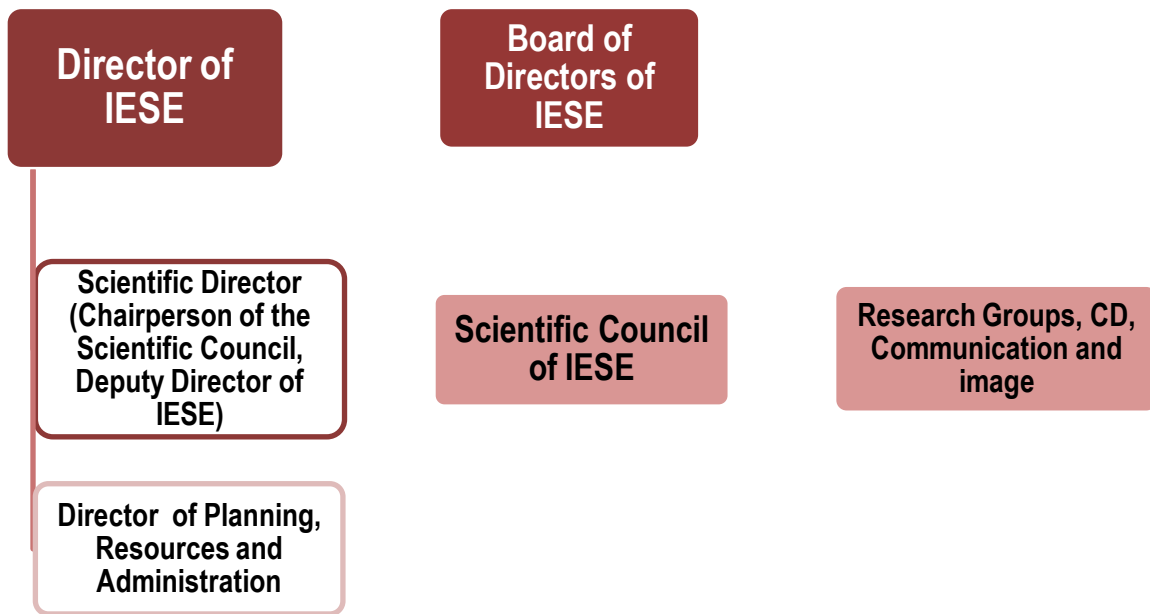 Director of
IESE
Board of
Directors of
IESE
Scientific Director
(Chairperson of the
Scientific Council,
Deputy Director of
IESE)
Scientific Council
of IESE
Research Groups, CD,
Communication and
image
Director of Planning,
Resources and
Administration